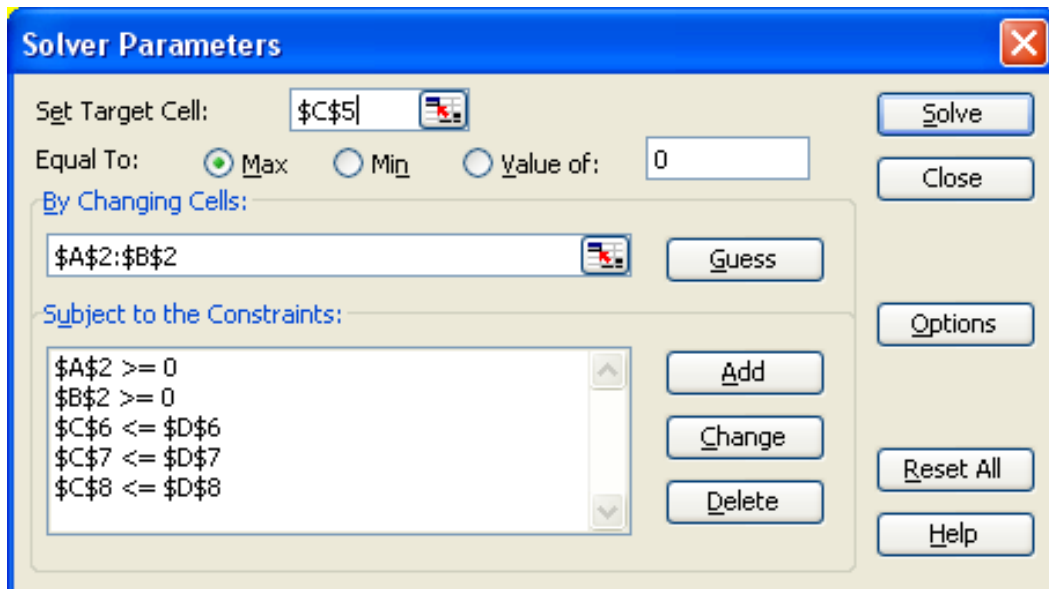 Solver Parameters
Set Target Cell: $C$5 Solve
Equal To: Max Min Value of: 0 Close
By Changing Cells:
$A$2:$B$2 Guess
Subject to the Constraints: Options
$A$2 >= 0 Add
$B$2 >= 0
$C$6 <= $D$6 Change
$C$7 <= $D$7 Reset All
$C$8 <= $D$8 Delete
Help